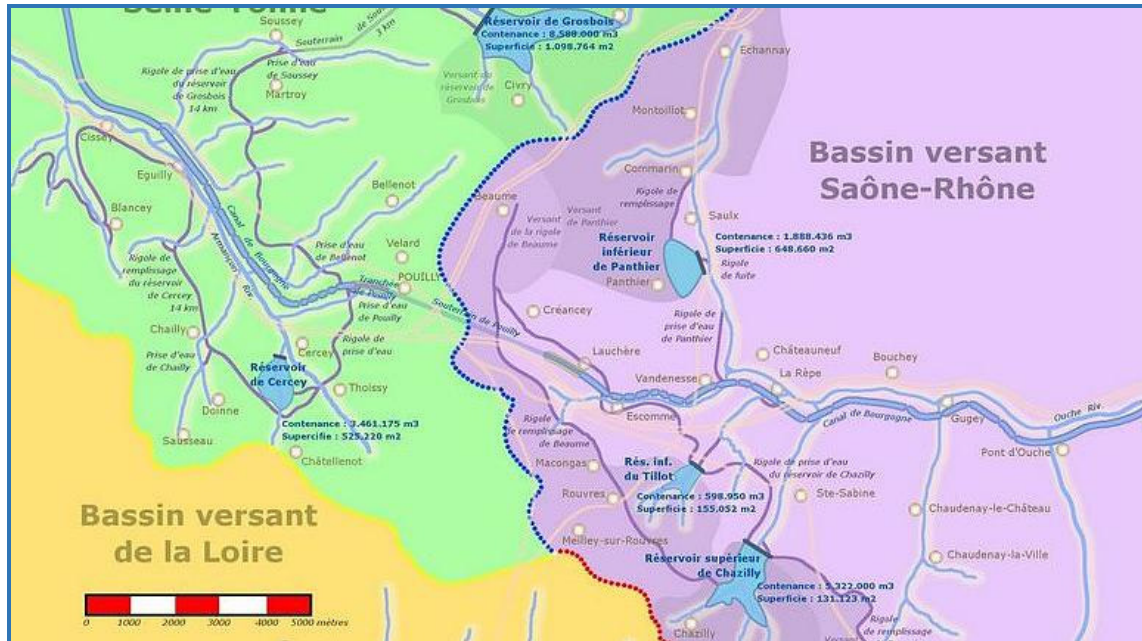 Seine-Yonne
Soussey
Souterrain de
3 km
Réservoir de Grosbois
Contenance : 8.588.000 m3
Superficie : 1.098.764 m2
Rigole de prise d'eau
du réservoir
de Grosbois
14 km
Prise d'eau
de Soussey
Martroy
Versant du
réservoir de
Grosbois
Civry
Echannay
Montoillot
Cissey
Eguilly
Bassin versant
Saône-Rhône
Commarin
Rigole de
remplissage
Bellenot
Blancey
Beaume
Versant
de la rigole
de Beaume
Versant
de Panthier
Saulx
Canal de Bourgogne
Armançon Riv.
Réservoir
inférieur
de Panthier
Contenance : 1.888.436 m3
Superficie : 648.660 m2
Rigole
de fuite
Panthier
Prise d'eau
de Bellenot
Velard
POUILLY
Tranchée
de Pouilly
Prise d'eau
de Pouilly
Souterrain de Pouilly
Rigole de
remplissage
du réservoir
de Cercey
14 km
Créancey
Rigole de
prise d'eau
de Panthier
Chailly
Prise d'eau
de Chailly
Cercey
Rigole de
prise d'eau
Lauchère
Châteauneuf
Bouchey
La Rèpe
Vandenesse
Réservoir
de Cercey
Thoissy
Doinne
Escomme
Canal de Bourgogne
Gugey
Ouche Riv.
Contenance : 3.461.175 m3
Supercifie : 525.220 m2
Sausseau
Châtellenot
Rigole
de remplissage
de Beaume
Pont d'Ouche
Macongas
Rés. inf.
du Tillot
Rigole de prise d'eau
du réservoir de Chazilly
Contenance : 598.950 m3
Superficie : 155.052 m2
Rouvres
Ste-Sabine
Chaudenay-le-Château
Bassin versant
de la Loire
Meilley-sur-Rouvres
Réservoir supérieur
de Chazilly
Chaudenay-la-Ville
Contenance : 5.322.000 m3
Superficie : 131.123 m2
0 1000 2000 3000 4000 5000 mètres
Chazilly
Rigole
de remplissage
Versant